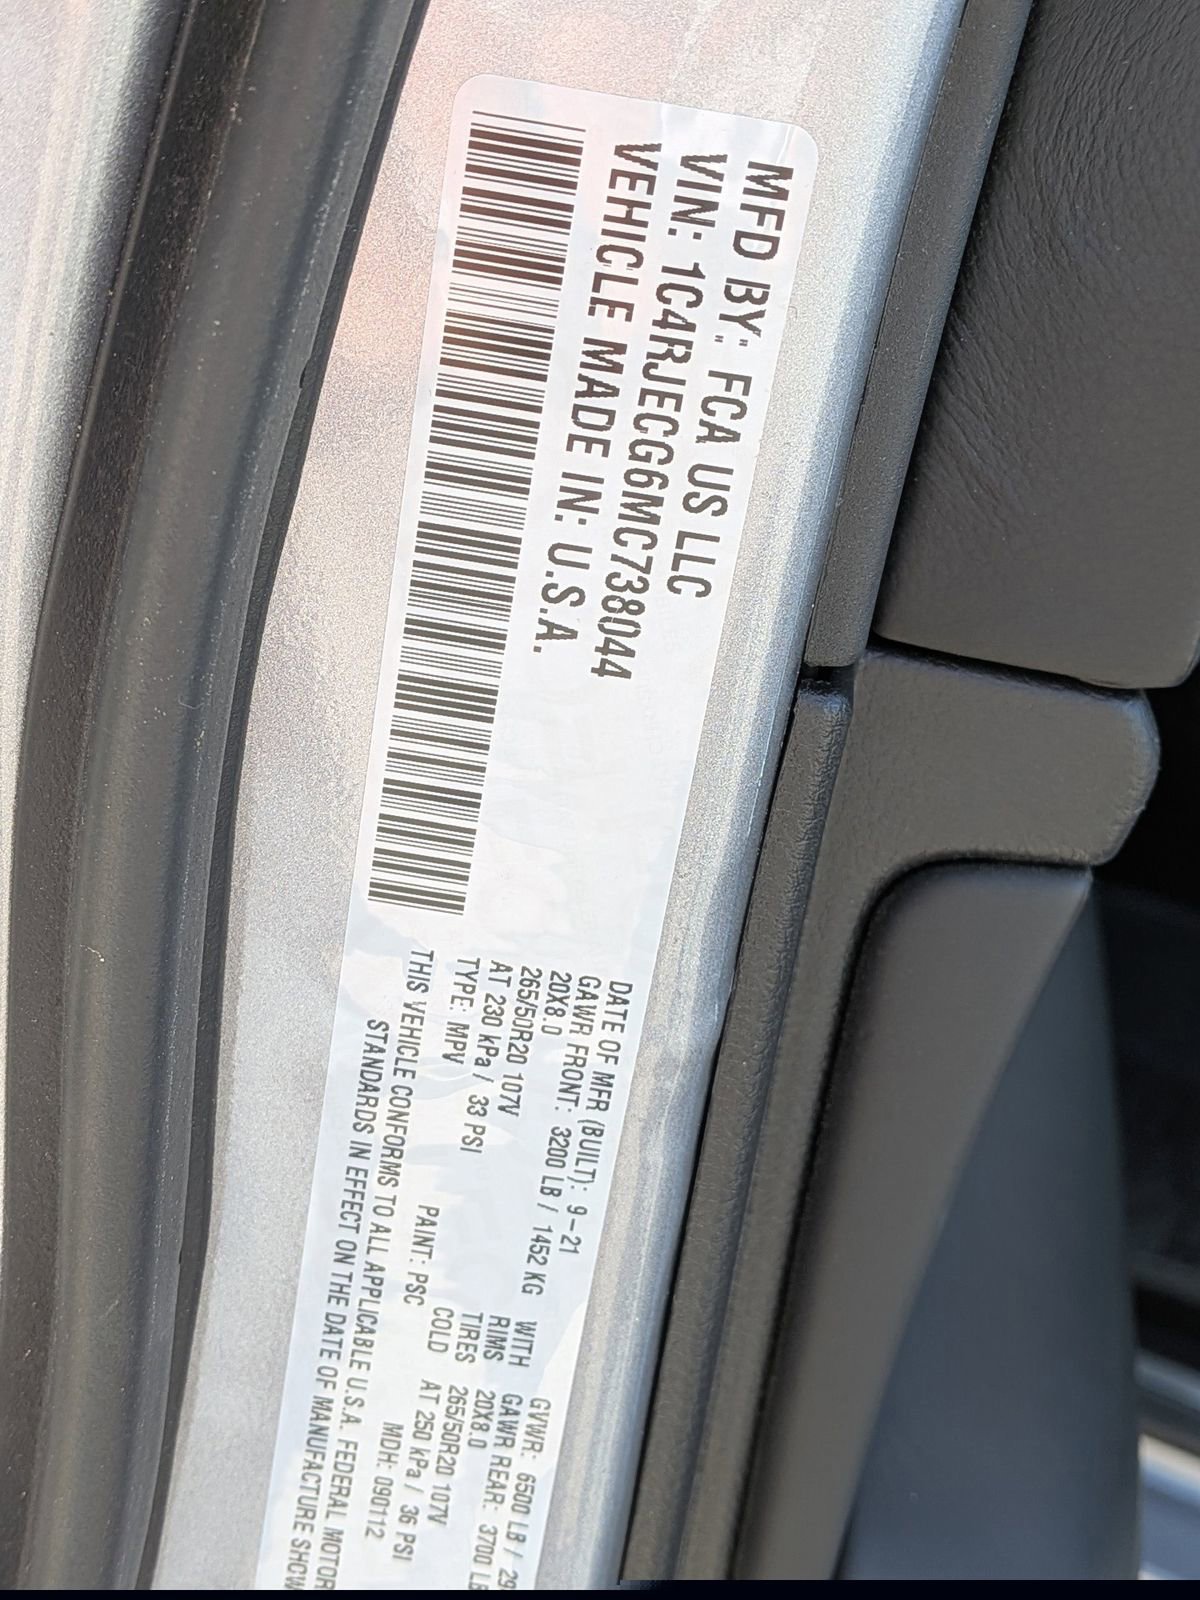 MFD BY: FCA US LLC
VIN: 1C4RJECG6MC738044
VEHICLE MADE IN: U.S.A.
DATE OF MFR (BUILT): 9-21 GVWR: 6500 LB /
GAWR FRONT: 3200 LB / 1452 KG WITH GAWR REAR: 3700
20X8.0 RIMS 20X8.0
265/50R20 107V TIRES 265/50R20 107V
AT 230 kPa / 33 PSI COLD AT 250 kPa / 36 PSI
TYPE: MPV PAINT: PSC MDH: 090112
THIS VEHICLE CONFORMS TO ALL APPLICABLE U.S.A. FEDERAL MOTOR
STANDARDS IN EFFECT ON THE DATE OF MANUFACTURE SHOW